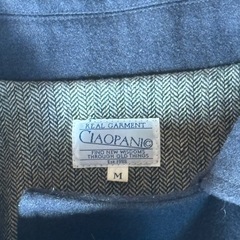 REAL GARMENT
CIAOPANIC
FIND NEW WISDOMS
THROUGH OLD THINGS
M